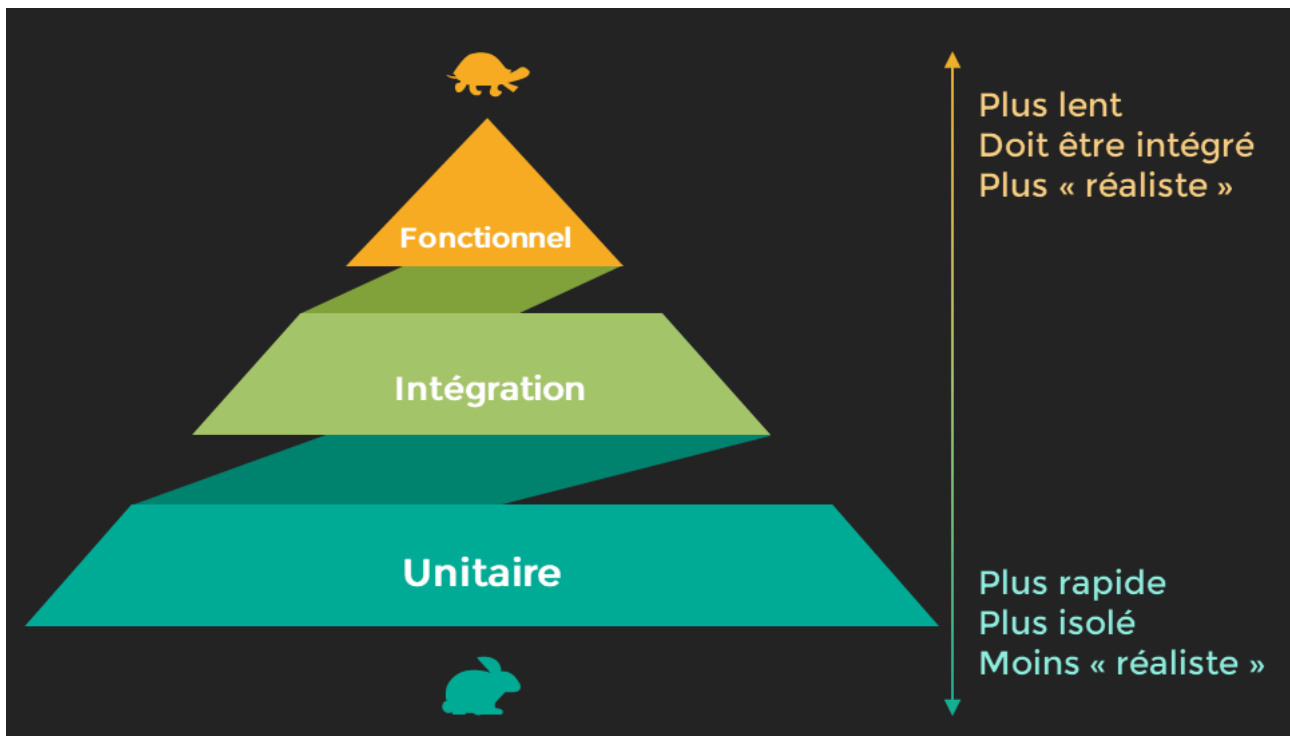 Plus lent
Doit être intégré
Plus « réaliste »
Fonctionnel
Intégration
Unitaire
Plus rapide
Plus isolé
Moins « réaliste »